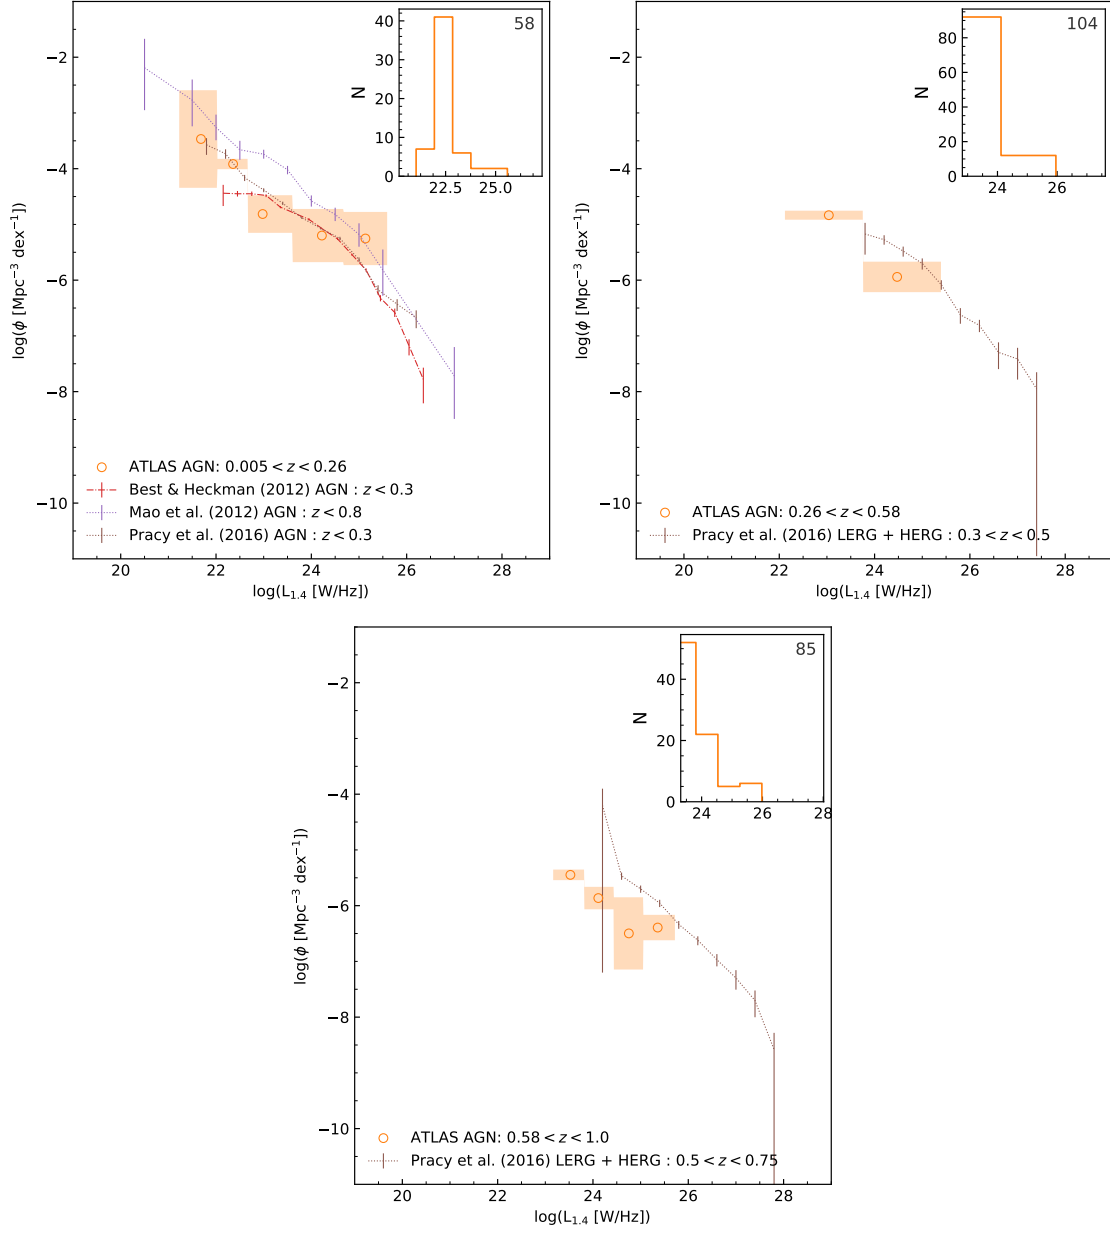 58
N
40
30
20
10
0
22.5 25.0
−2
−4
−6
−8
−10
log(ϕ [Mpc⁻³ dex⁻¹])
ATLAS AGN: 0.005 < z < 0.26
Best & Heckman (2012) AGN : z < 0.3
Mao et al. (2012) AGN : z < 0.8
Pracy et al. (2016) AGN : z < 0.3
20 22 24 26 28
log(L₁.₄ [W/Hz])
104
N
80
60
40
20
0
24 26
−2
−4
−6
−8
−10
log(ϕ [Mpc⁻³ dex⁻¹])
ATLAS AGN: 0.26 < z < 0.58
Pracy et al. (2016) LERG + HERG : 0.3 < z < 0.5
20 22 24 26 28
log(L₁.₄ [W/Hz])
85
N
40
20
0
24 26 28
−2
−4
−6
−8
−10
log(ϕ [Mpc⁻³ dex⁻¹])
ATLAS AGN: 0.58 < z < 1.0
Pracy et al. (2016) LERG + HERG : 0.5 < z < 0.75
20 22 24 26 28
log(L₁.₄ [W/Hz])